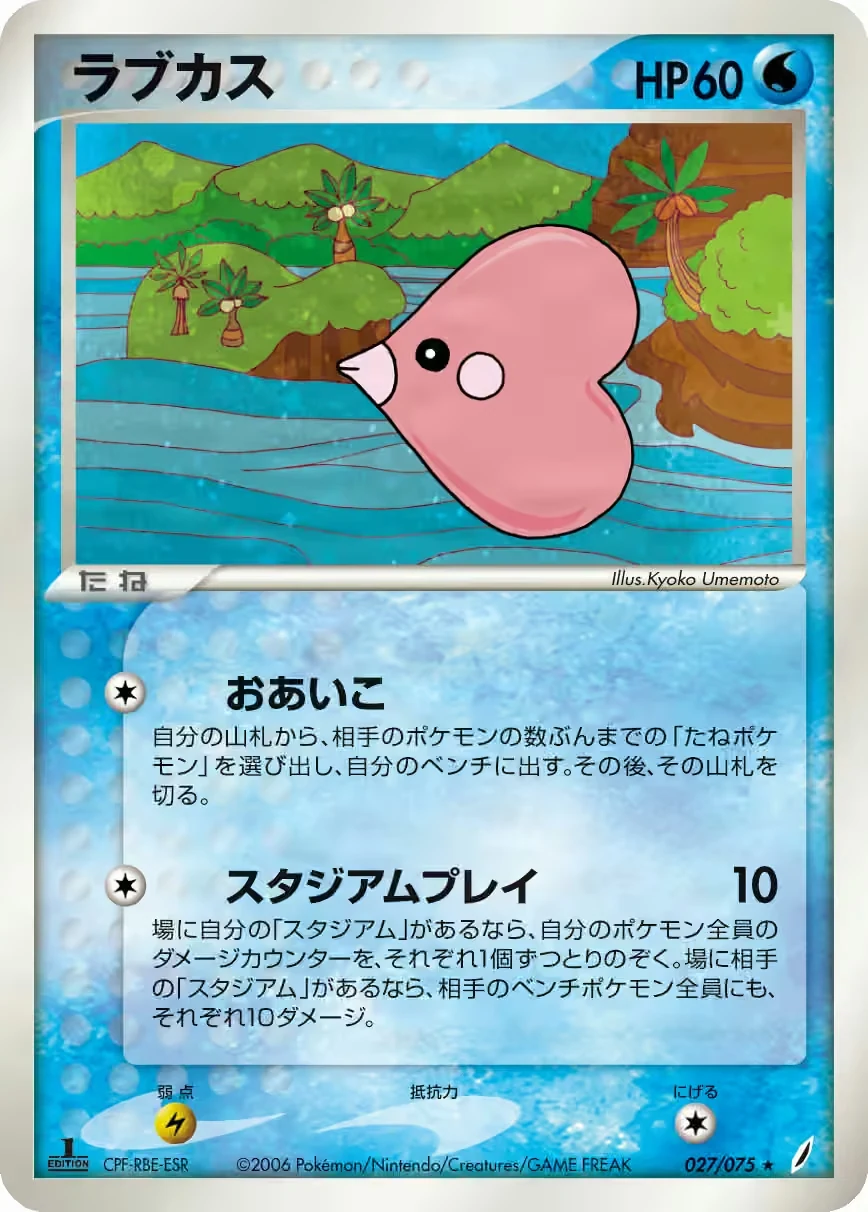 ラブカス HP60
たね Illus.Kyoko Umemoto
おあいこ
自分の山札から、相手のポケモンの数ぶんまでの「たねポケ
モン」を選び出し、自分のベンチに出す。その後、その山札を
切る。
スタジアムプレイ 10
場に自分の「スタジアム」があるなら、自分のポケモン全員の
ダメージカウンターを、それぞれ1個ずつとりのぞく。場に相手
の「スタジアム」があるなら、相手のベンチポケモン全員にも、
それぞれ10ダメージ。
弱点 抵抗力 にげる
1 EDITION CPF-RBE-ESR ©2006 Pokémon/Nintendo/Creatures/GAME FREAK 027/075 ★